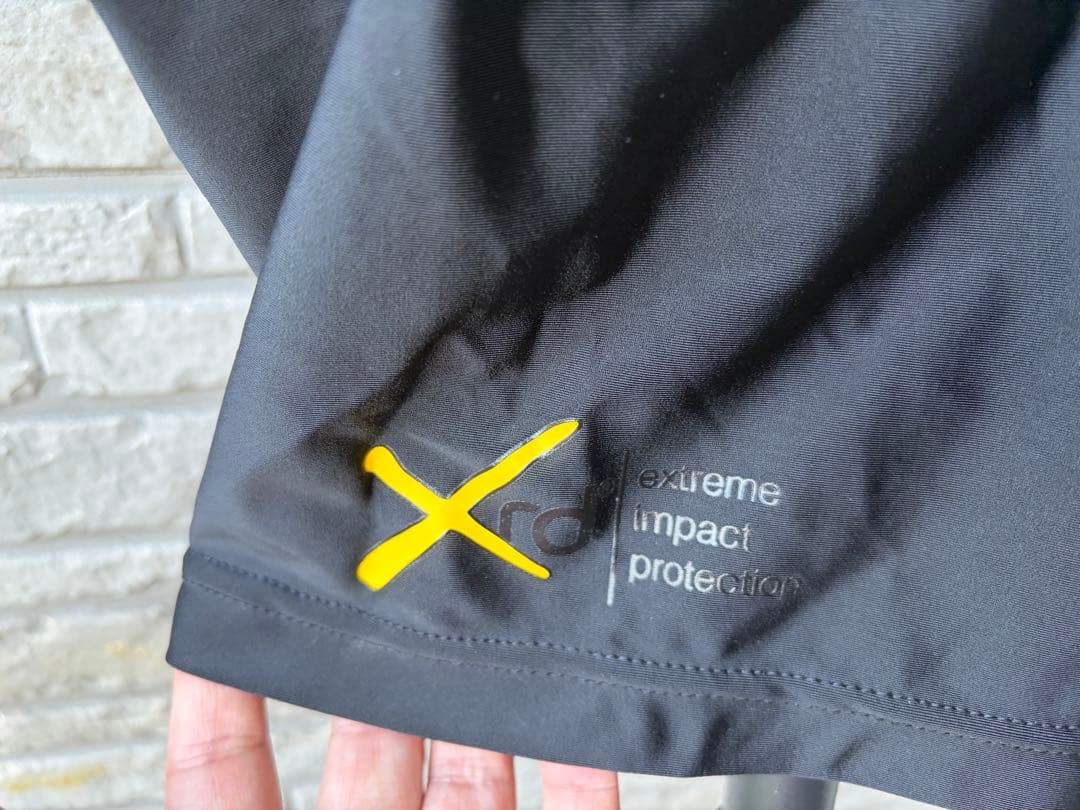 Xrd
extreme
impact
protection